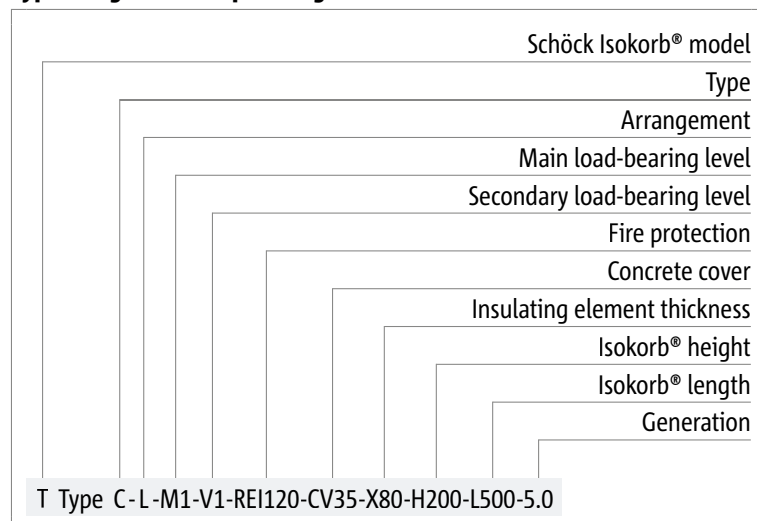 Schöck Isokorb® model
Type
Arrangement
Main load-bearing level
Secondary load-bearing level
Fire protection
Concrete cover
Insulating element thickness
Isokorb® height
Isokorb® length
Generation
T Type C-L-M1-V1-REI120-CV35-X80-H200-L500-5.0